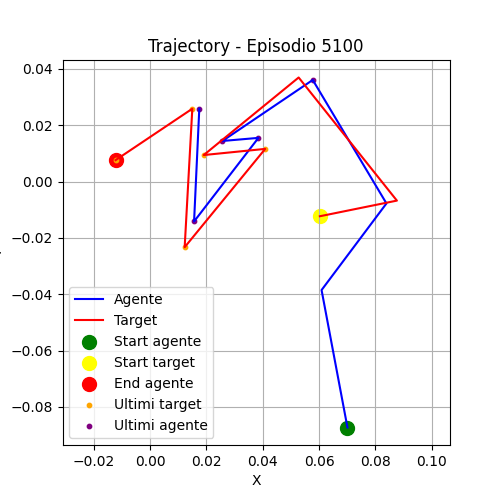 Trajectory - Episodio 5100
0.04
0.02
0.00
−0.02
−0.04
−0.06
−0.08
Agente
Target
Start agente
Start target
End agente
Ultimi target
Ultimi agente
−0.02 0.00 0.02 0.04 0.06 0.08 0.10
X